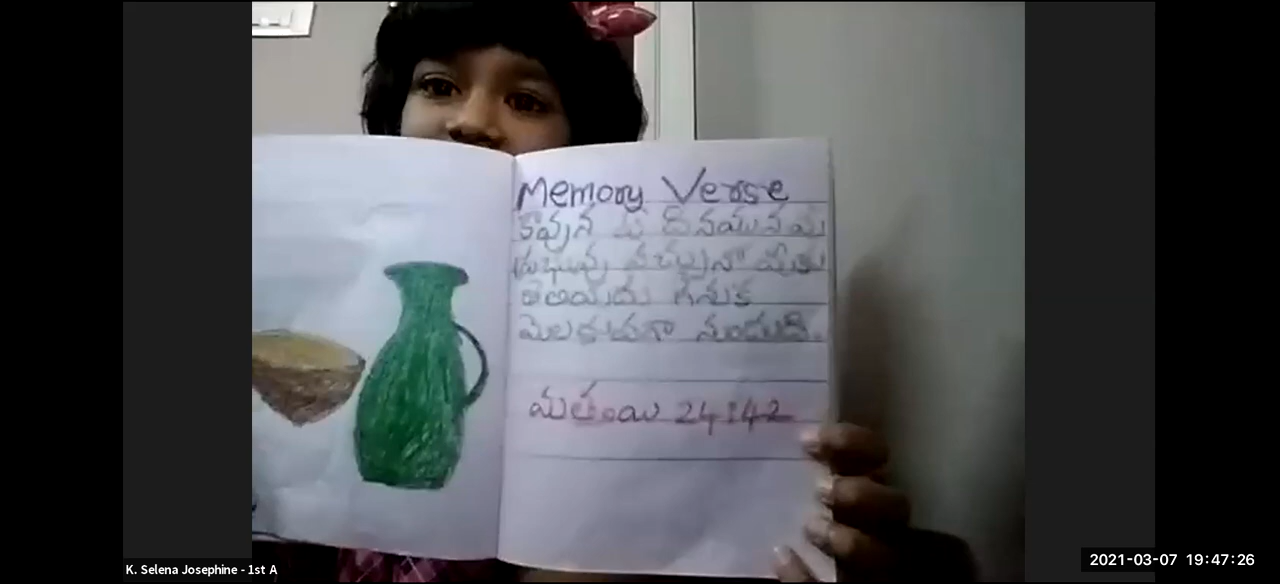 Memory Verse
కావున ఏ దినమున మీ
ప్రభువు వచ్చునో మీకు
తెలియదు గనుక
మెలకువగా నుండుడి.
మత్తయి 24:42
K. Selena Josephine - 1st A
2021-03-07 19:47:26